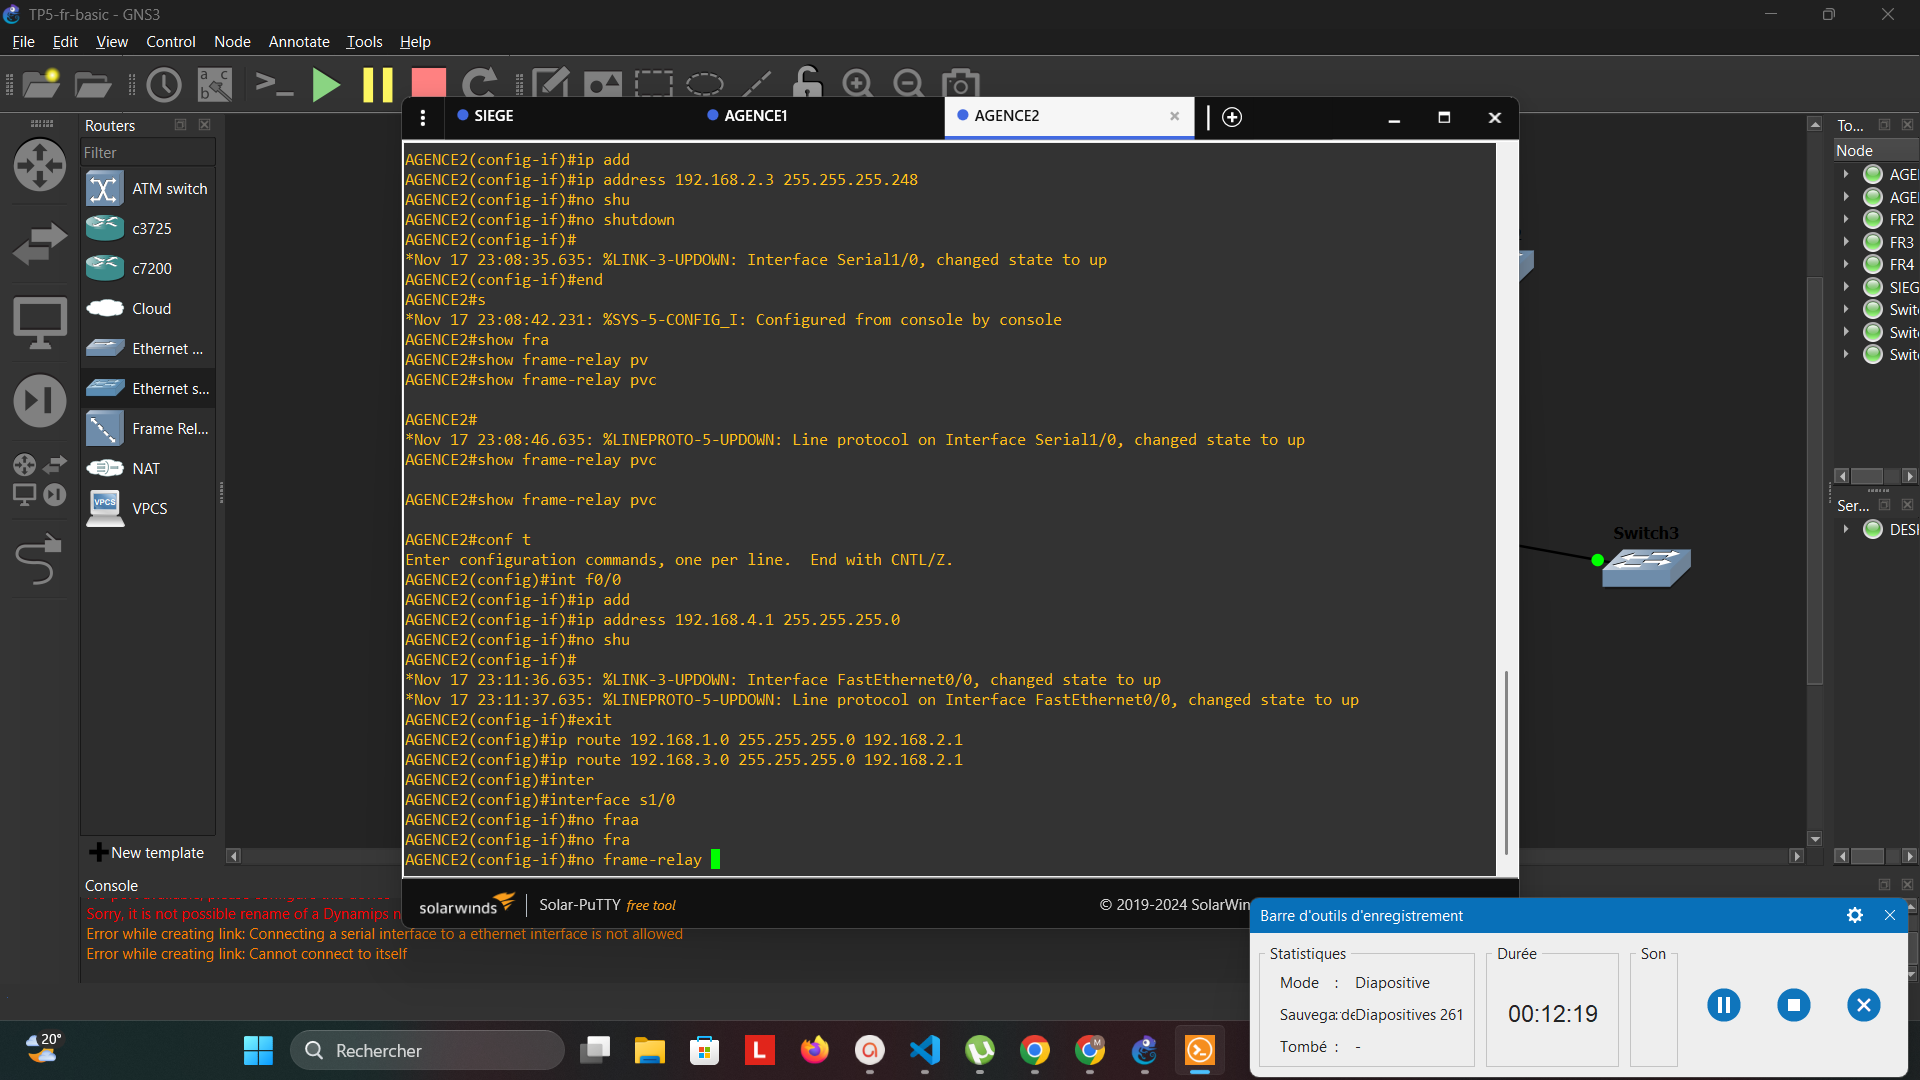 TP5-fr-basic - GNS3
File Edit View Control Node Annotate Tools Help
SIEGE
AGENCE1
AGENCE2
Routers
Filter
ATM switch
c3725
c7200
Cloud
Ethernet ...
Ethernet s...
Frame Rel...
NAT
VPCS
VPCS
New template
AGENCE2(config-if)#ip add
AGENCE2(config-if)#ip address 192.168.2.3 255.255.255.248
AGENCE2(config-if)#no shu
AGENCE2(config-if)#no shutdown
AGENCE2(config-if)#
*Nov 17 23:08:35.635: %LINK-3-UPDOWN: Interface Serial1/0, changed state to up
AGENCE2(config-if)#end
AGENCE2#s
*Nov 17 23:08:42.231: %SYS-5-CONFIG_I: Configured from console by console
AGENCE2#show fra
AGENCE2#show frame-relay pv
AGENCE2#show frame-relay pvc
AGENCE2#
*Nov 17 23:08:46.635: %LINEPROTO-5-UPDOWN: Line protocol on Interface Serial1/0, changed state to up
AGENCE2#show frame-relay pvc
AGENCE2#show frame-relay pvc
AGENCE2#conf t
Enter configuration commands, one per line.  End with CNTL/Z.
AGENCE2(config)#int f0/0
AGENCE2(config-if)#ip add
AGENCE2(config-if)#ip address 192.168.4.1 255.255.255.0
AGENCE2(config-if)#no shu
AGENCE2(config-if)#
*Nov 17 23:11:36.635: %LINK-3-UPDOWN: Interface FastEthernet0/0, changed state to up
*Nov 17 23:11:37.635: %LINEPROTO-5-UPDOWN: Line protocol on Interface FastEthernet0/0, changed state to up
AGENCE2(config-if)#exit
AGENCE2(config)#ip route 192.168.1.0 255.255.255.0 192.168.2.1
AGENCE2(config)#ip route 192.168.3.0 255.255.255.0 192.168.2.1
AGENCE2(config)#inter
AGENCE2(config)#interface s1/0
AGENCE2(config-if)#no fraa
AGENCE2(config-if)#no fra
AGENCE2(config-if)#no frame-relay
solarwinds
Solar-PuTTY free tool
© 2019-2024 SolarWin
To...
Node
AGE
AGE
FR2
FR3
FR4
SIEG
Swit
Swit
Swit
Ser...
DES
Switch3
Console
Sorry, it is not possible rename of a Dynamips n
Error while creating link: Connecting a serial interface to a ethernet interface is not allowed
Error while creating link: Cannot connect to itself
Barre d'outils d'enregistrement
Statistiques
Mode : Diapositive
Sauvega: de Diapositives 261
Tombé : -
Durée
00:12:19
Son
20°
Rechercher